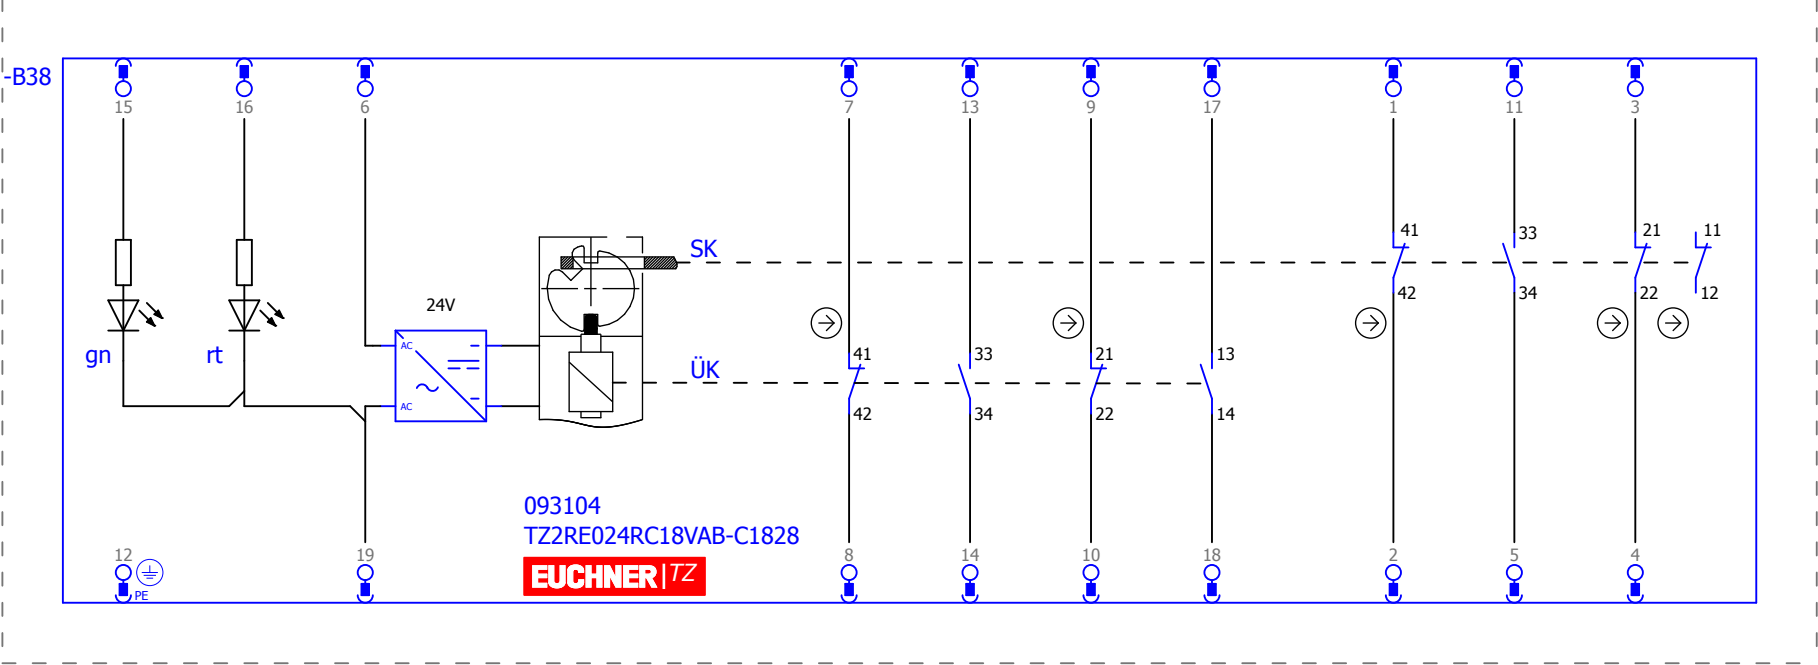 -B38
15 16 6 7 13 9 17 1 11 3
SK
41 33 21 11
42 34 22 12
24V
gn rt
AC
AC
ÜK
41 33 21 13
42 34 22 14
093104
TZ2RE024RC18VAB-C1828
EUCHNER|TZ
12 19 8 14 10 18 2 5 4
PE